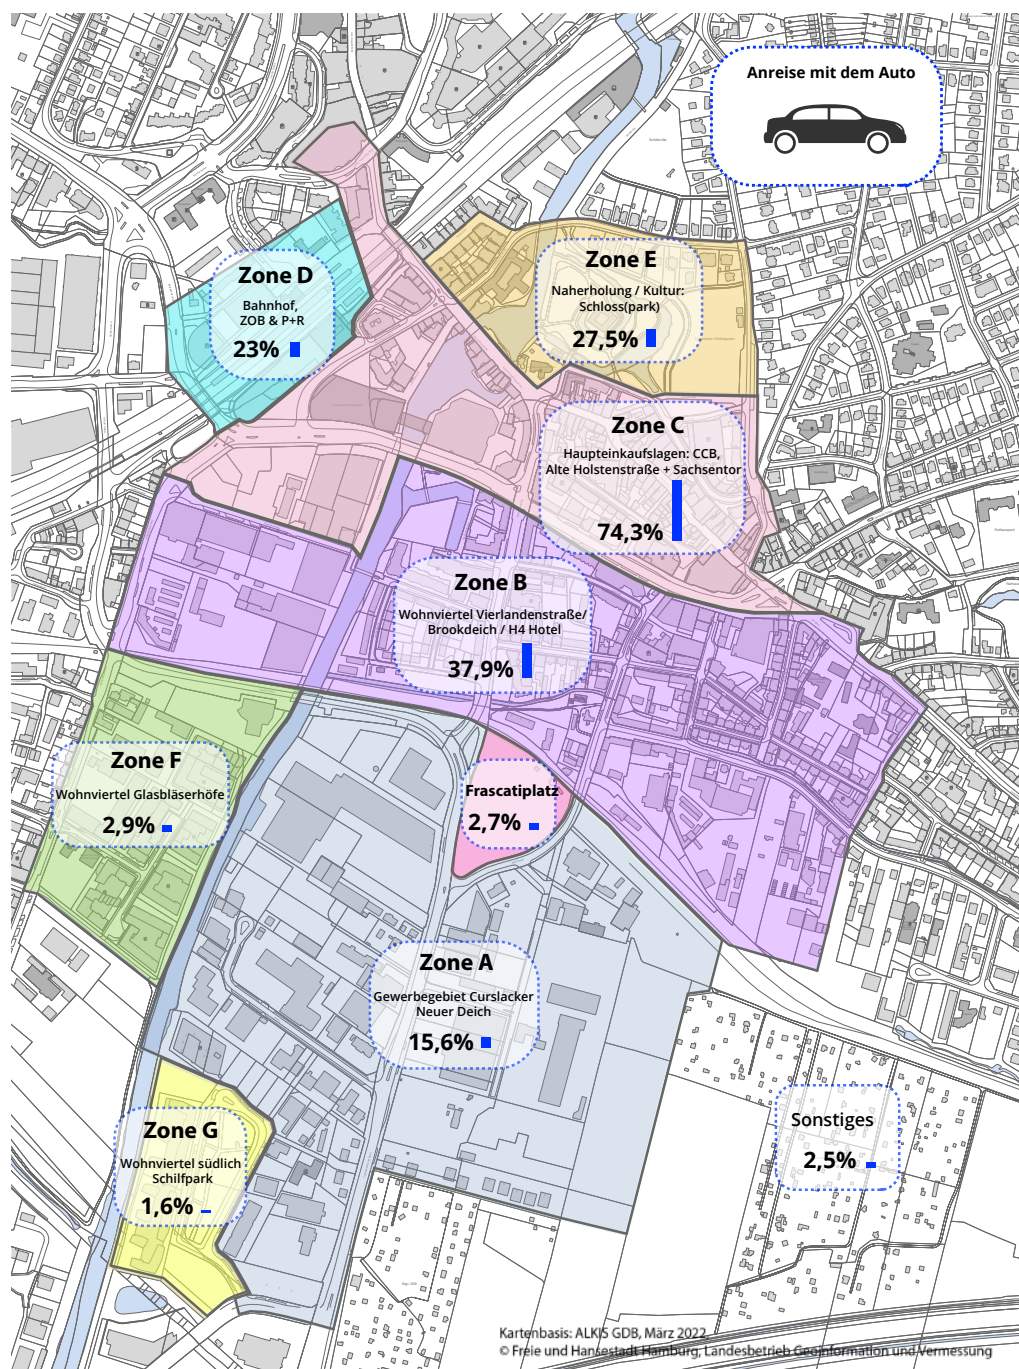 Anreise mit dem Auto
Zone D
Bahnhof,
ZOB & P+R
23%
Zone E
Naherholung / Kultur:
Schloss(park)
27,5%
Zone C
Haupteinkaufslagen: CCB,
Alte Holstenstraße + Sachsentor
74,3%
Zone B
Wohnviertel Vierlandenstraße/
Brookdeich / H4 Hotel
37,9%
Zone F
Wohnviertel Glasbläserhöfe
2,9%
Frascatiplatz
2,7%
Zone A
Gewerbegebiet Curslacker
Neuer Deich
15,6%
Zone G
Wohnviertel südlich
Schilfpark
1,6%
Sonstiges
2,5%
Kartenbasis: ALKIS GDB, März 2022,
© Freie und Hansestadt Hamburg, Landesbetrieb Geoinformation und Vermessung